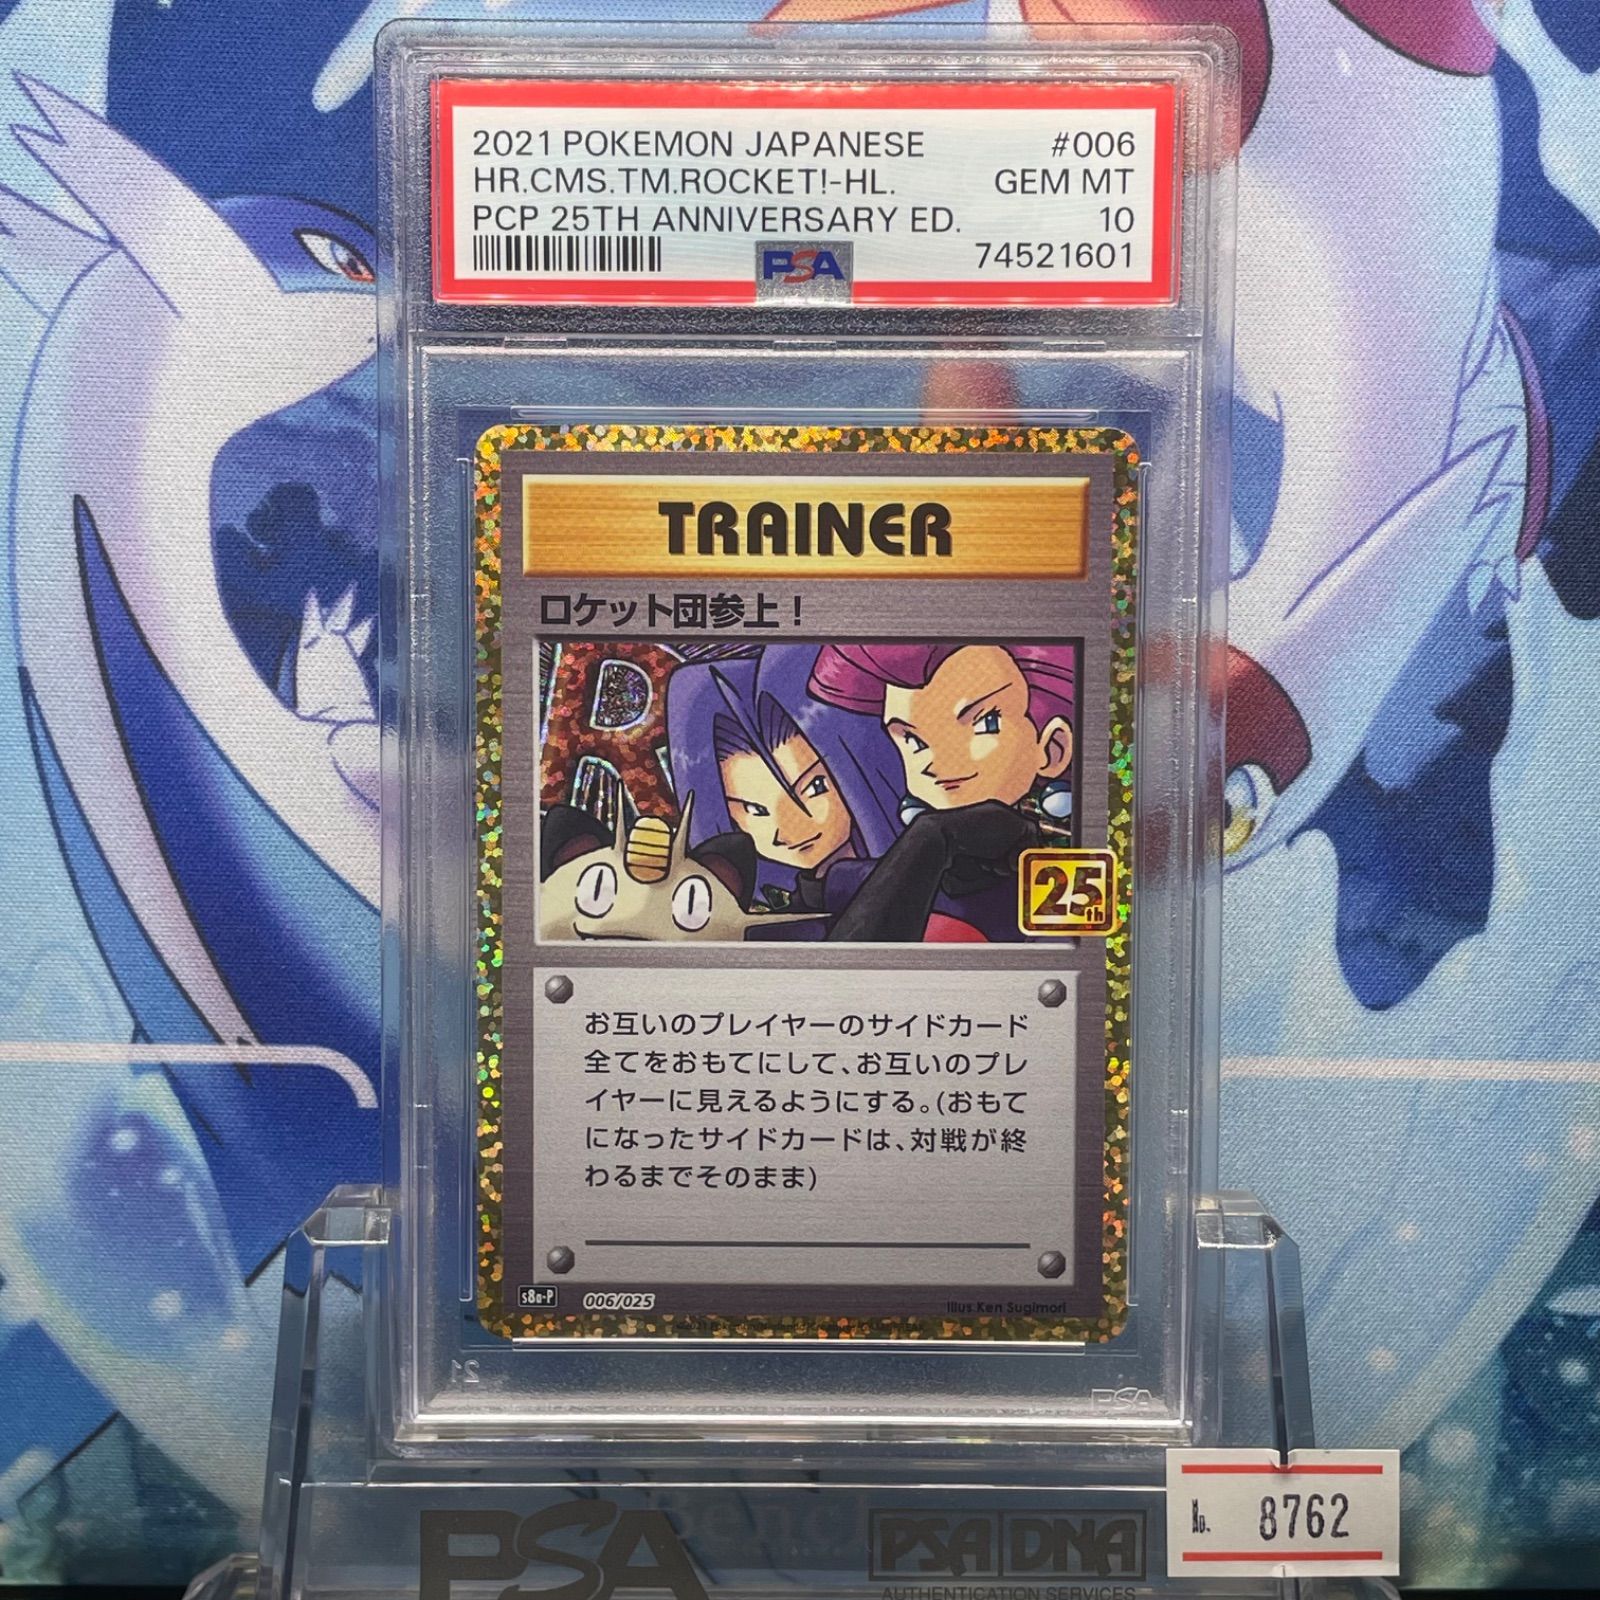 2021 POKEMON JAPANESE #006
HR.CMS.TM.ROCKET!-HL. GEM MT
PCP 25TH ANNIVERSARY ED. 10
PSA 74521601
TRAINER
ロケット団参上!
25th
お互いのプレイヤーのサイドカード
全てをおもてにして、お互いのプレ
イヤーに見えるようにする。(おもて
になったサイドカードは、対戦が終
わるまでそのまま)
s8a-P 006/025 Illus.Ken Sugimori
21 PSA
PSA PSA DNA
AUTHENTICATION SERVICES
No. 8762